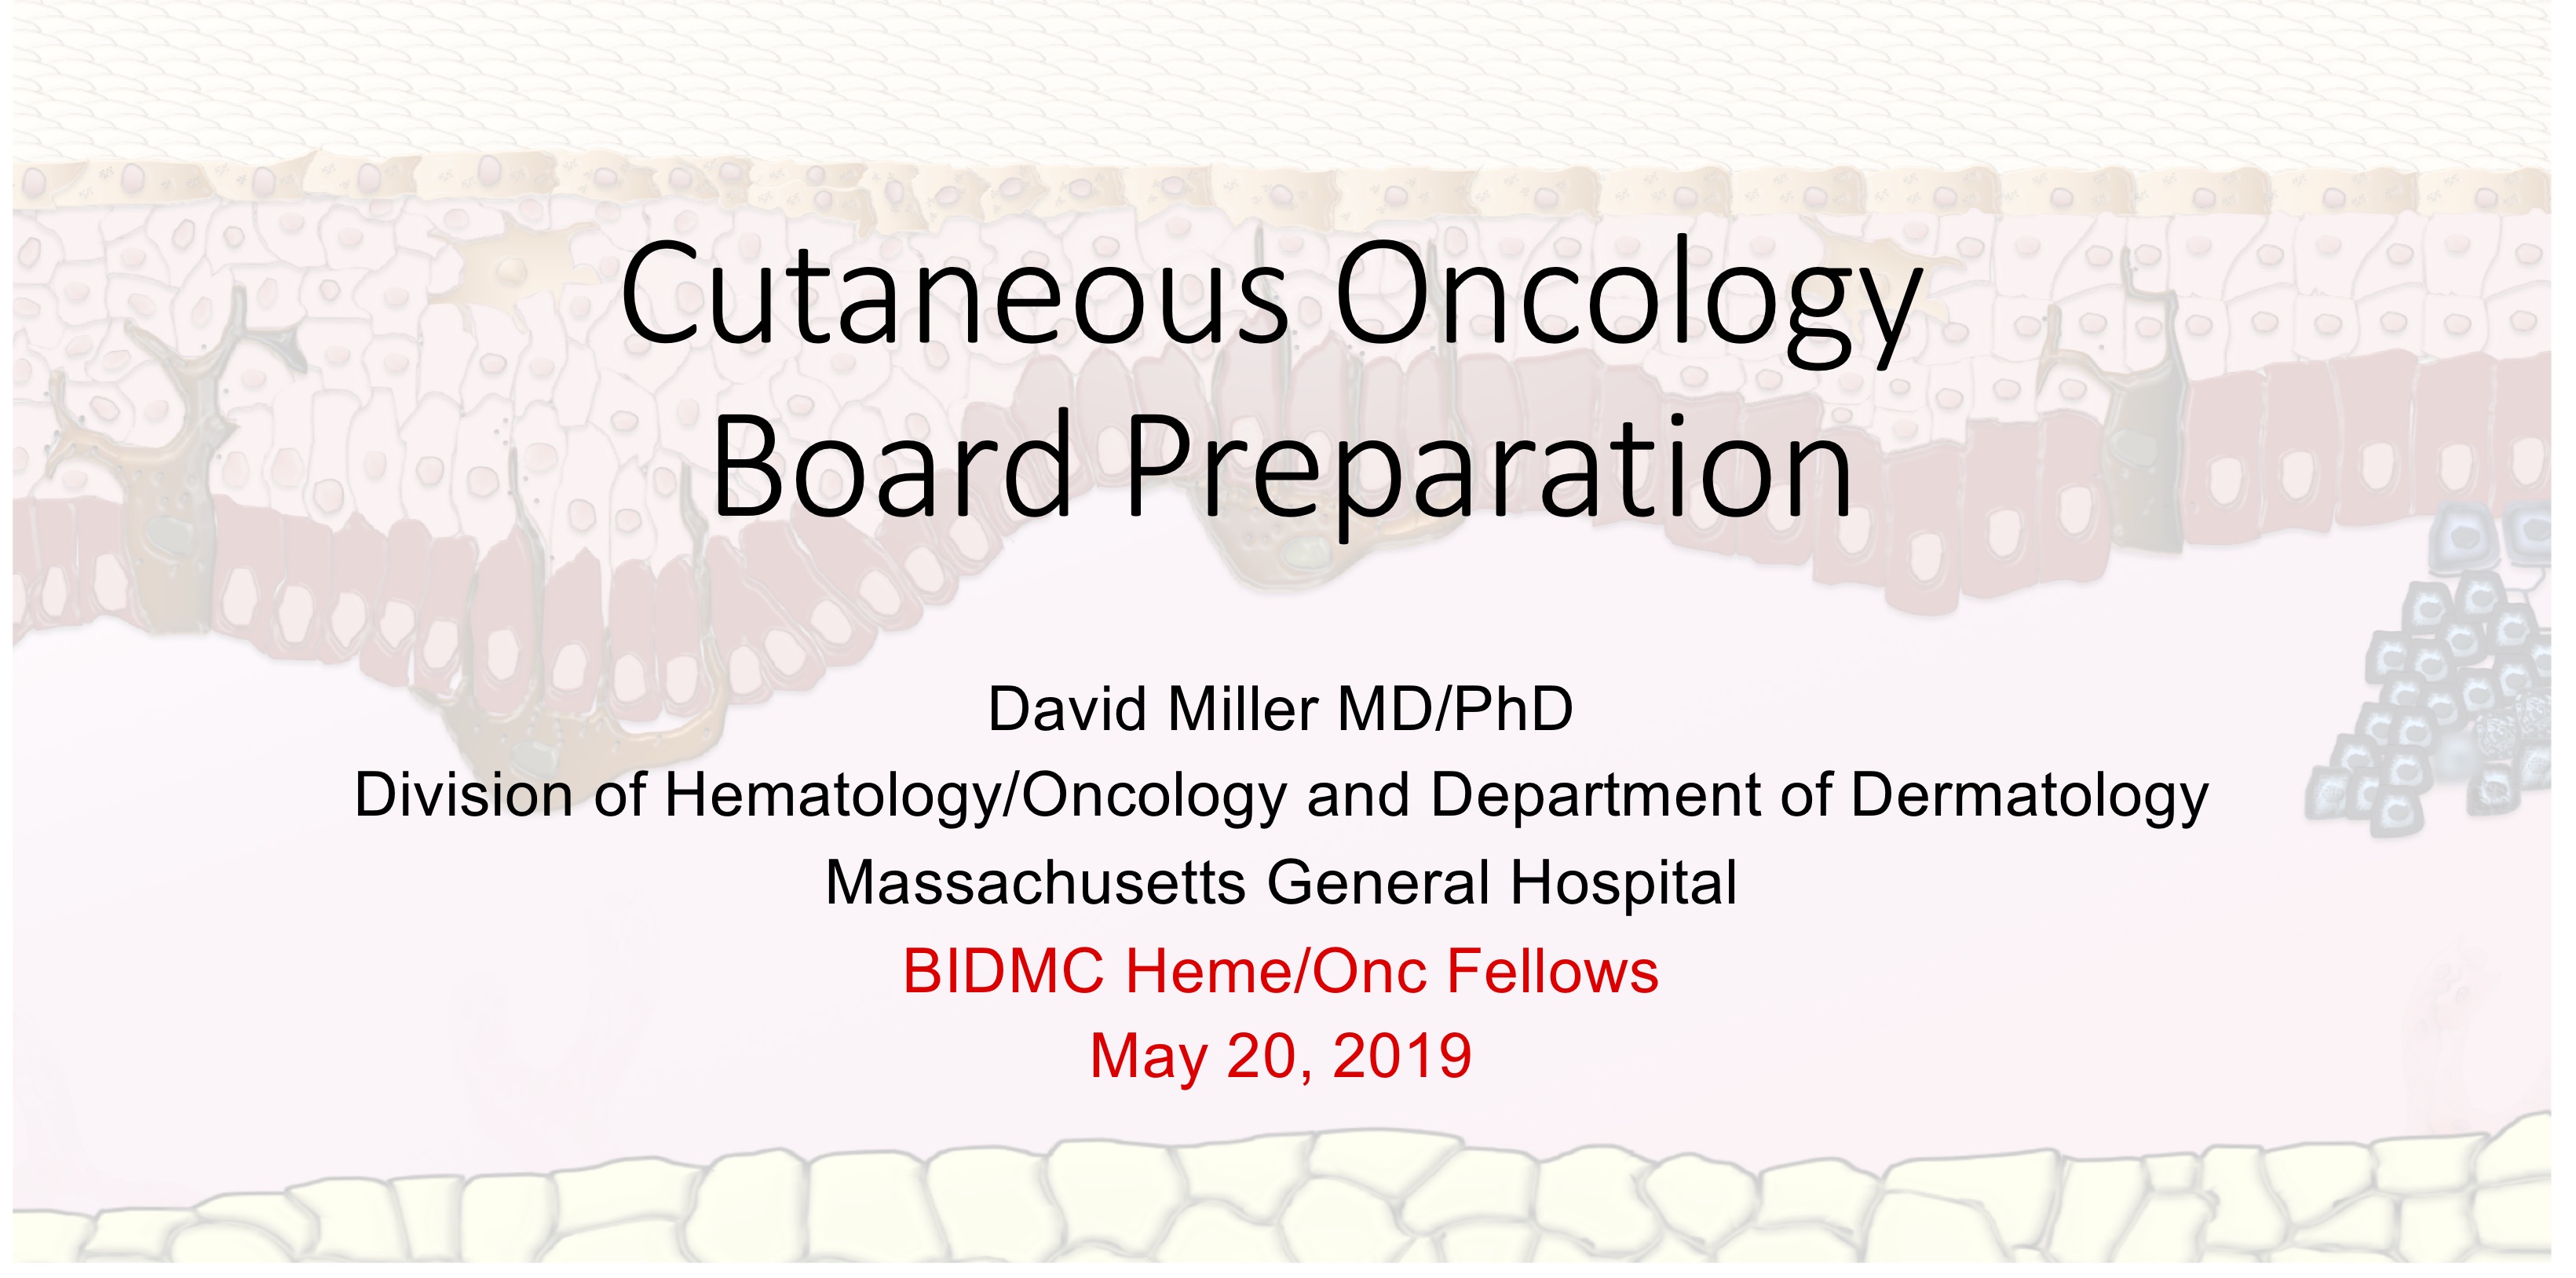 Cutaneous Oncology
Board Preparation
David Miller MD/PhD
Division of Hematology/Oncology and Department of Dermatology
Massachusetts General Hospital
BIDMC Heme/Onc Fellows
May 20, 2019